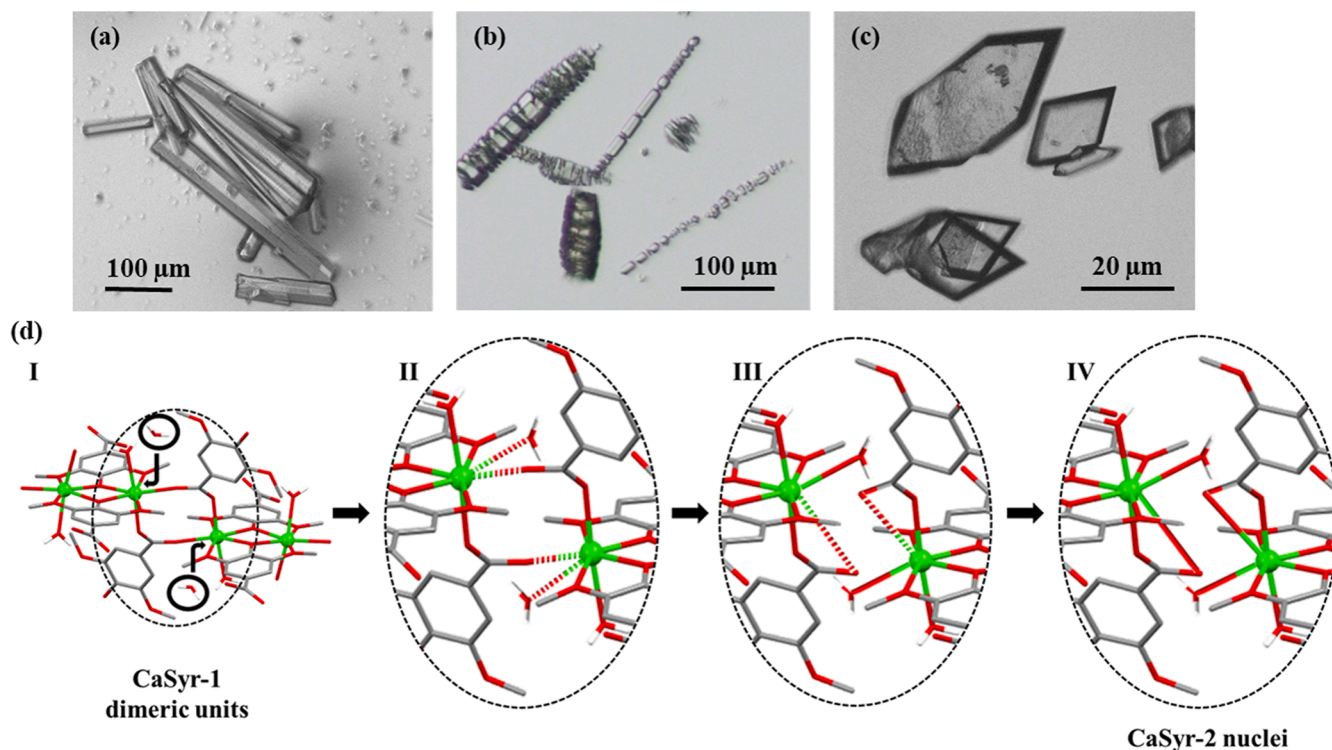 (a)
(b)
(c)
100 μm
100 μm
20 μm
(d)
I
II
III
IV
CaSyr-1
dimeric units
CaSyr-2 nuclei